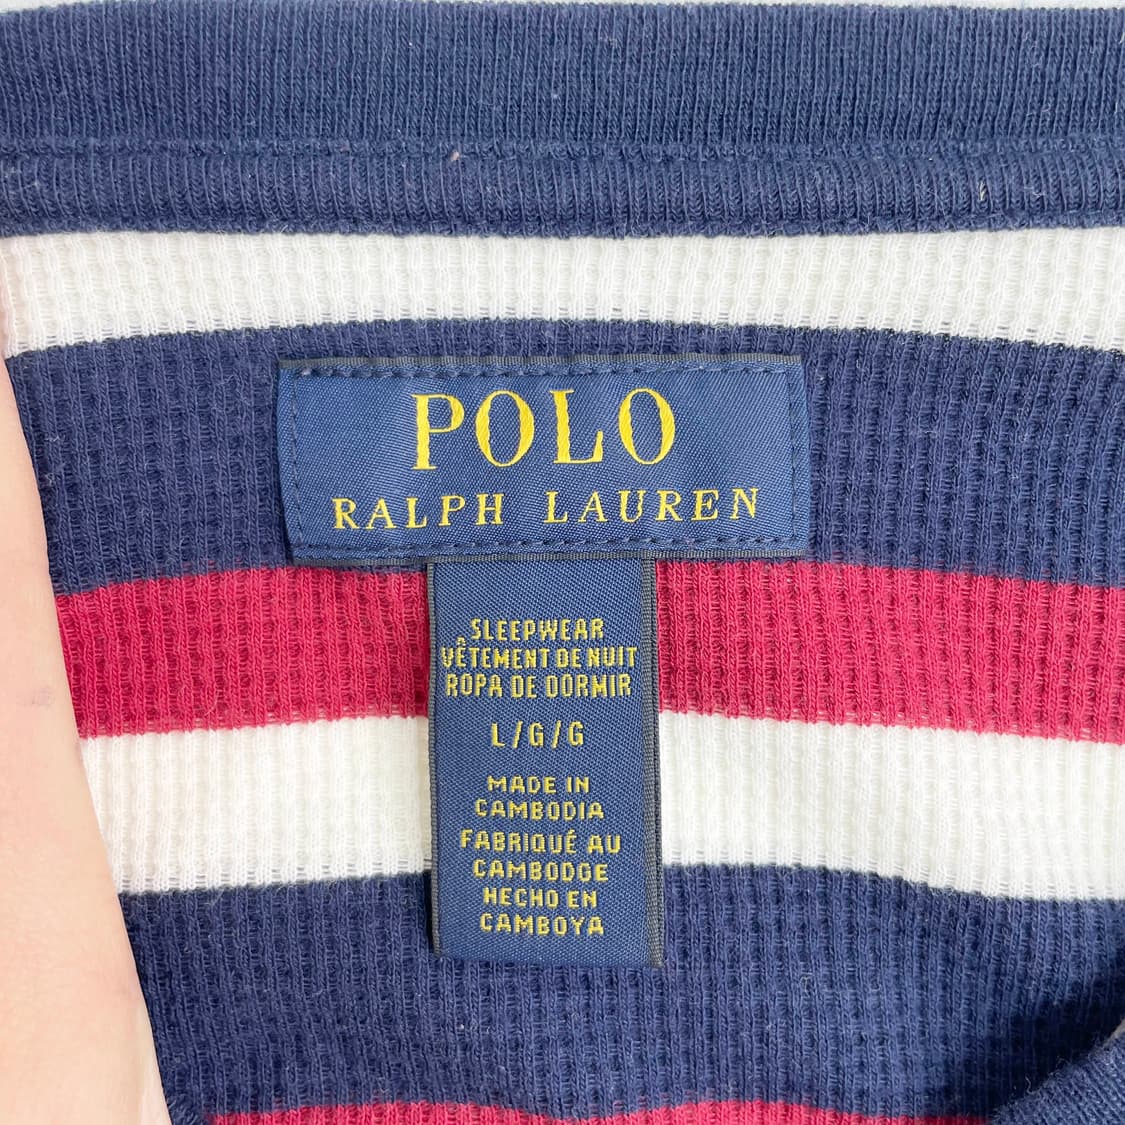 POLO
RALPH LAUREN
SLEEPWEAR
VÊTEMENT DE NUIT
ROPA DE DORMIR
L/G/G
MADE IN
CAMBODIA
FABRIQUÉ AU
CAMBODGE
HECHO EN
CAMBOYA